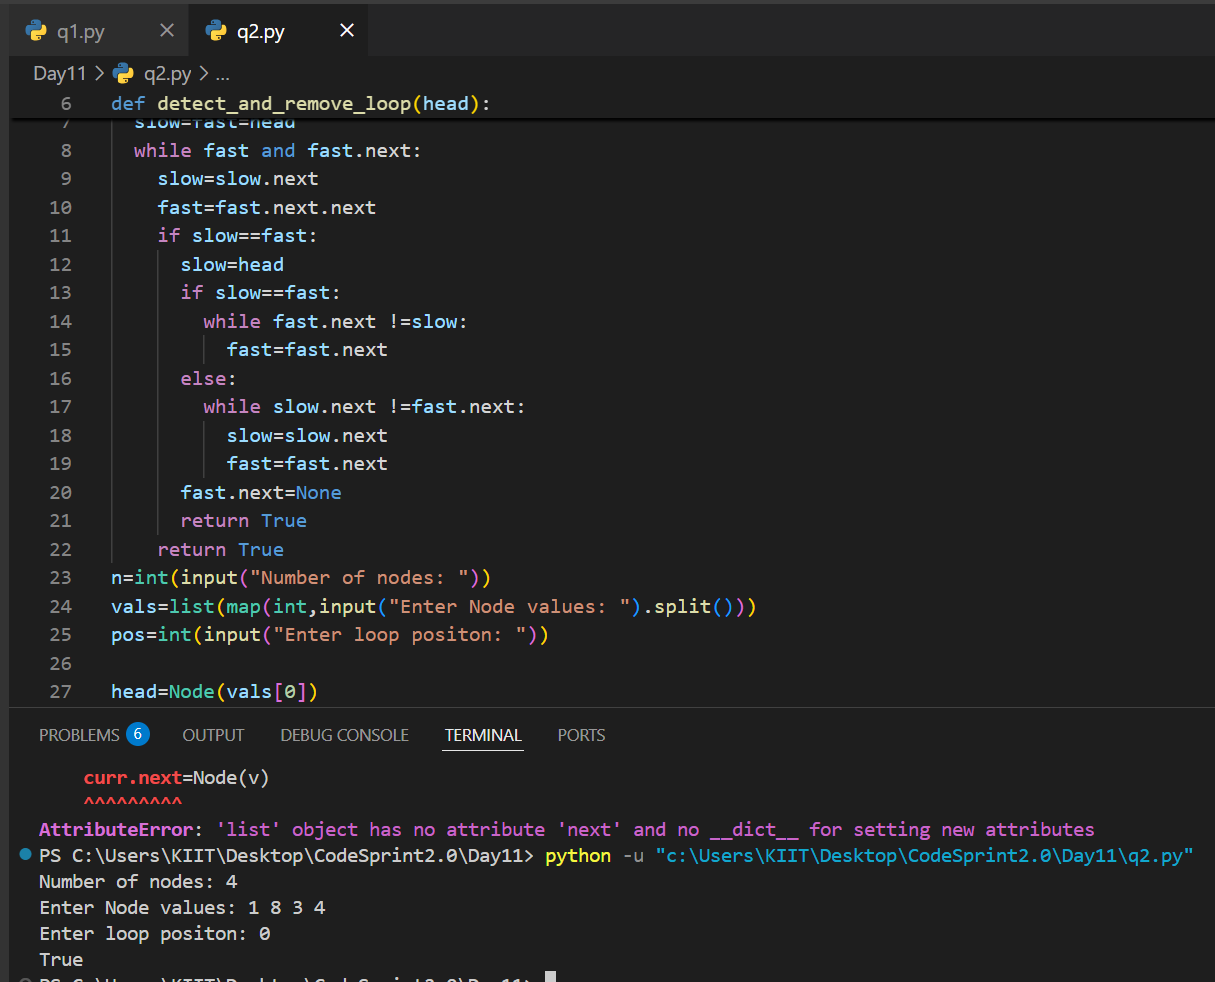 q1.py q2.py
Day11 > q2.py > ...
6 def detect_and_remove_loop(head):
7 slow=fast=head
8 while fast and fast.next:
9 slow=slow.next
10 fast=fast.next.next
11 if slow==fast:
12 slow=head
13 if slow==fast:
14 while fast.next !=slow:
15 fast=fast.next
16 else:
17 while slow.next !=fast.next:
18 slow=slow.next
19 fast=fast.next
20 fast.next=None
21 return True
22 return True
23 n=int(input("Number of nodes: "))
24 vals=list(map(int,input("Enter Node values: ").split()))
25 pos=int(input("Enter loop positon: "))
26
27 head=Node(vals[0])
PROBLEMS 6 OUTPUT DEBUG CONSOLE TERMINAL PORTS
curr.next=Node(v)
^^^^^^^^^
AttributeError: 'list' object has no attribute 'next' and no __dict__ for setting new attributes
PS C:\Users\KIIT\Desktop\CodeSprint2.0\Day11> python -u "c:\Users\KIIT\Desktop\CodeSprint2.0\Day11\q2.py"
Number of nodes: 4
Enter Node values: 1 8 3 4
Enter loop positon: 0
True
PS C:\Users\KIIT\Desktop\CodeSprint2.0\Day11>